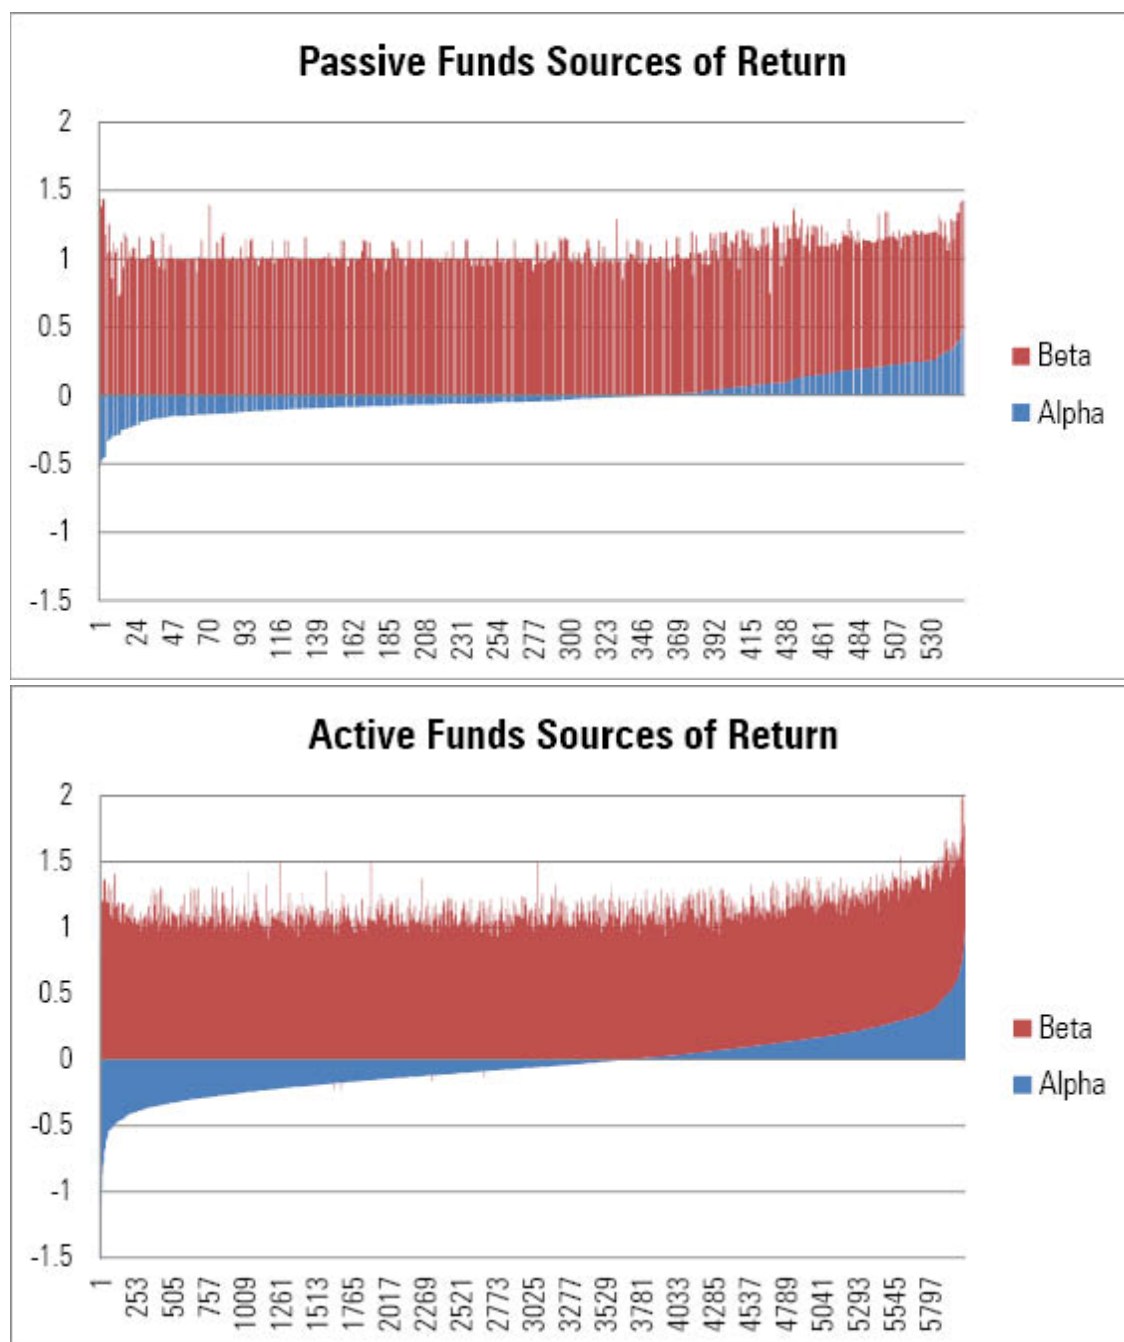 Passive Funds Sources of Return
2
1.5
1
0.5
0
-0.5
-1
-1.5
1 24 47 70 93 116 139 162 185 208 231 254 277 300 323 346 369 392 415 438 461 484 507 530
Beta
Alpha
Active Funds Sources of Return
2
1.5
1
0.5
0
-0.5
-1
-1.5
1 253 505 757 1009 1261 1513 1765 2017 2269 2521 2773 3025 3277 3529 3781 4033 4285 4537 4789 5041 5293 5545 5797
Beta
Alpha